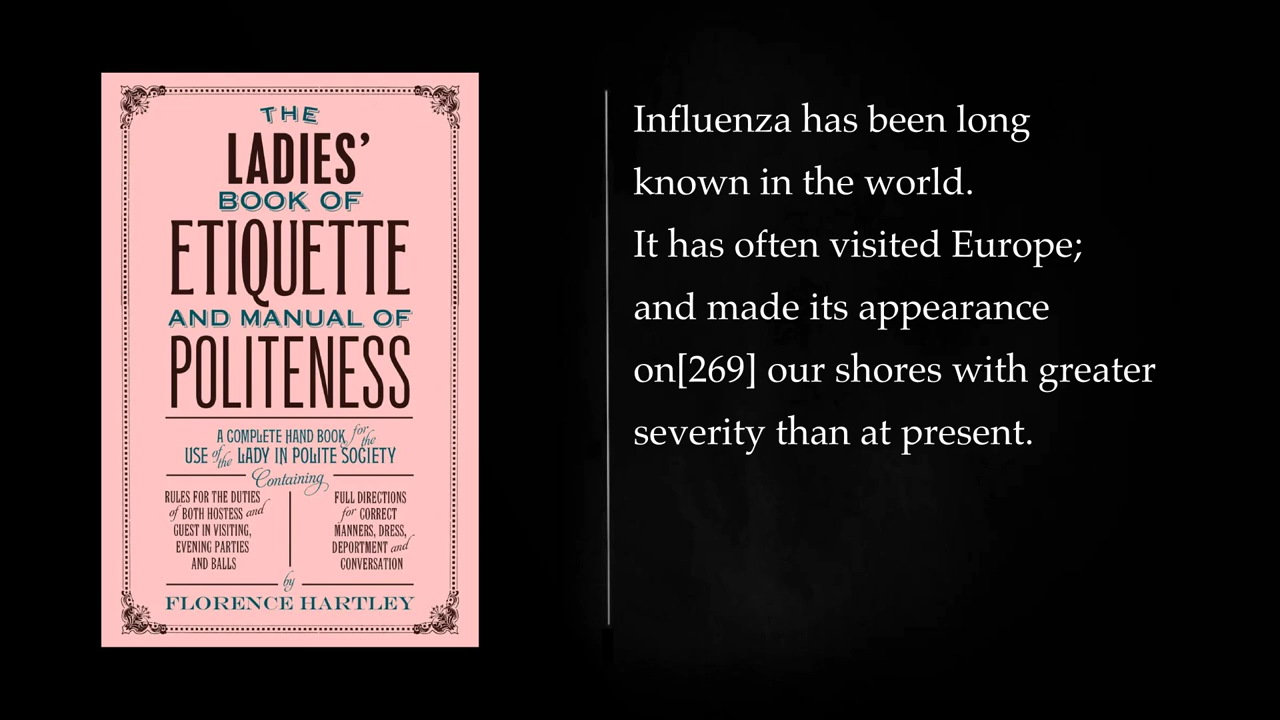 THE
LADIES'
BOOK OF
ETIQUETTE
AND MANUAL OF
POLITENESS
A COMPLETE HAND BOOK for the
USE of the LADY IN POLITE SOCIETY
Containing
RULES FOR THE DUTIES
of BOTH HOSTESS and
GUEST IN VISITING,
EVENING PARTIES
AND BALLS
FULL DIRECTIONS
for CORRECT
MANNERS, DRESS,
DEPORTMENT and
CONVERSATION
by
FLORENCE HARTLEY
Influenza has been long
known in the world.
It has often visited Europe;
and made its appearance
on[269] our shores with greater
severity than at present.